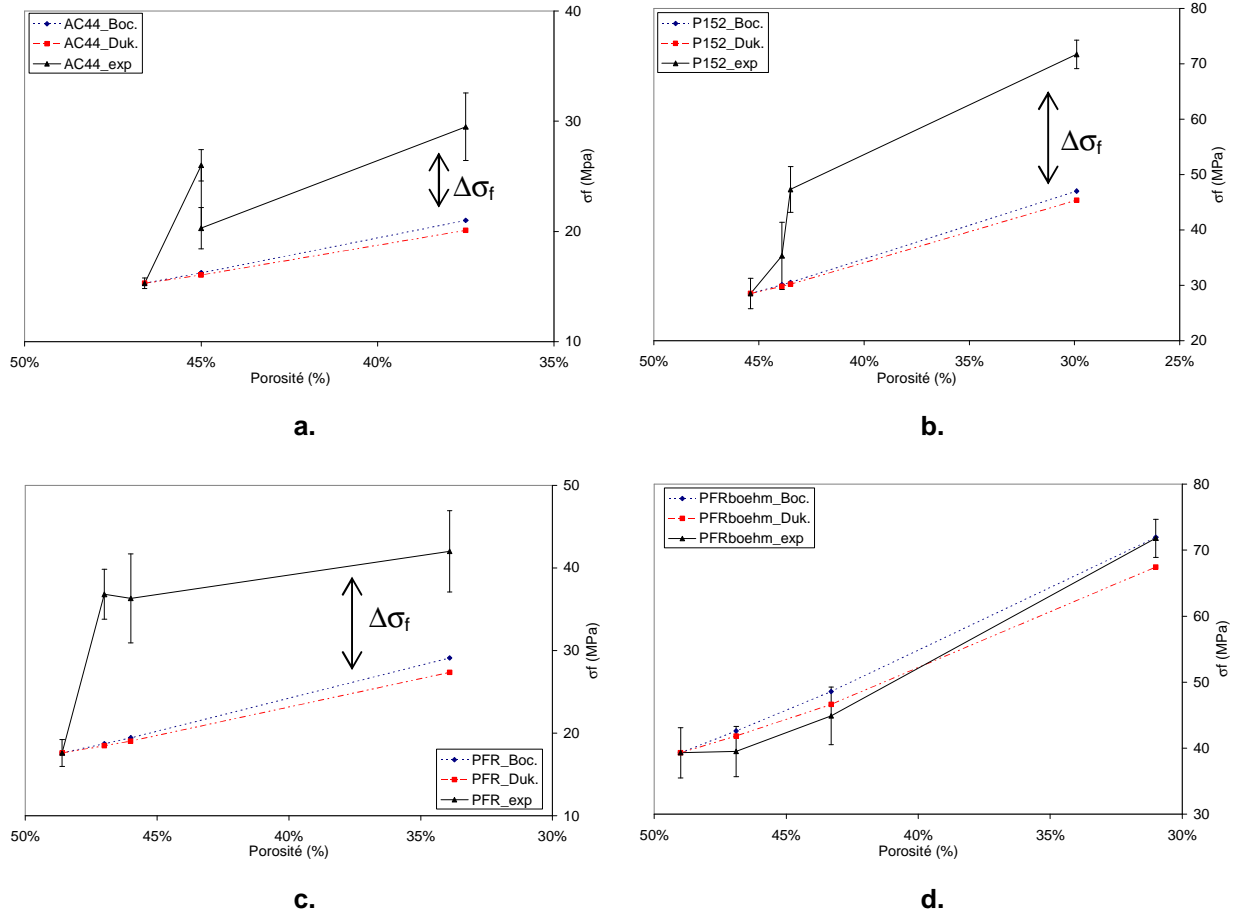 AC44_Boc.
AC44_Duk.
AC44_exp
40
30
20
10
σf (Mpa)
Δσf
50%
45%
40%
35%
Porosité (%)
a.
P152_Boc.
P152_Duk.
P152_exp
80
70
60
50
40
30
20
σf (MPa)
Δσf
50%
45%
40%
35%
30%
25%
Porosité (%)
b.
50
40
30
20
10
σf (MPa)
Δσf
PFR_Boc.
PFR_Duk.
PFR_exp
50%
45%
40%
35%
30%
Porosité (%)
c.
PFRboehm_Boc.
PFRboehm_Duk.
PFRboehm_exp
80
70
60
50
40
30
σf (MPa)
50%
45%
40%
35%
30%
Porosité (%)
d.